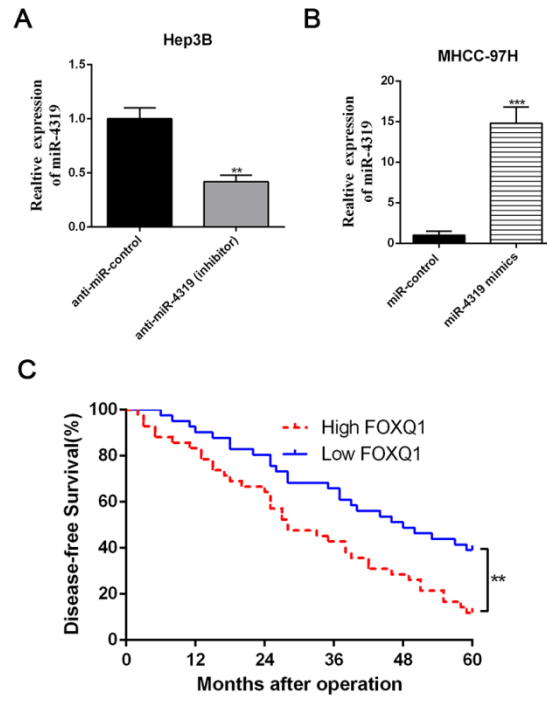 A
Hep3B
Realtive expression
of miR-4319
1.5
1.0
0.5
0.0
**
anti-miR-control
anti-miR-4319 (inhibitor)
B
MHCC-97H
Realtive expression
of miR-4319
20
15
10
5
0
***
miR-control
miR-4319 mimics
C
Disease-free Survival(%)
100
80
60
40
20
0
High FOXQ1
Low FOXQ1
**
0 12 24 36 48 60
Months after operation